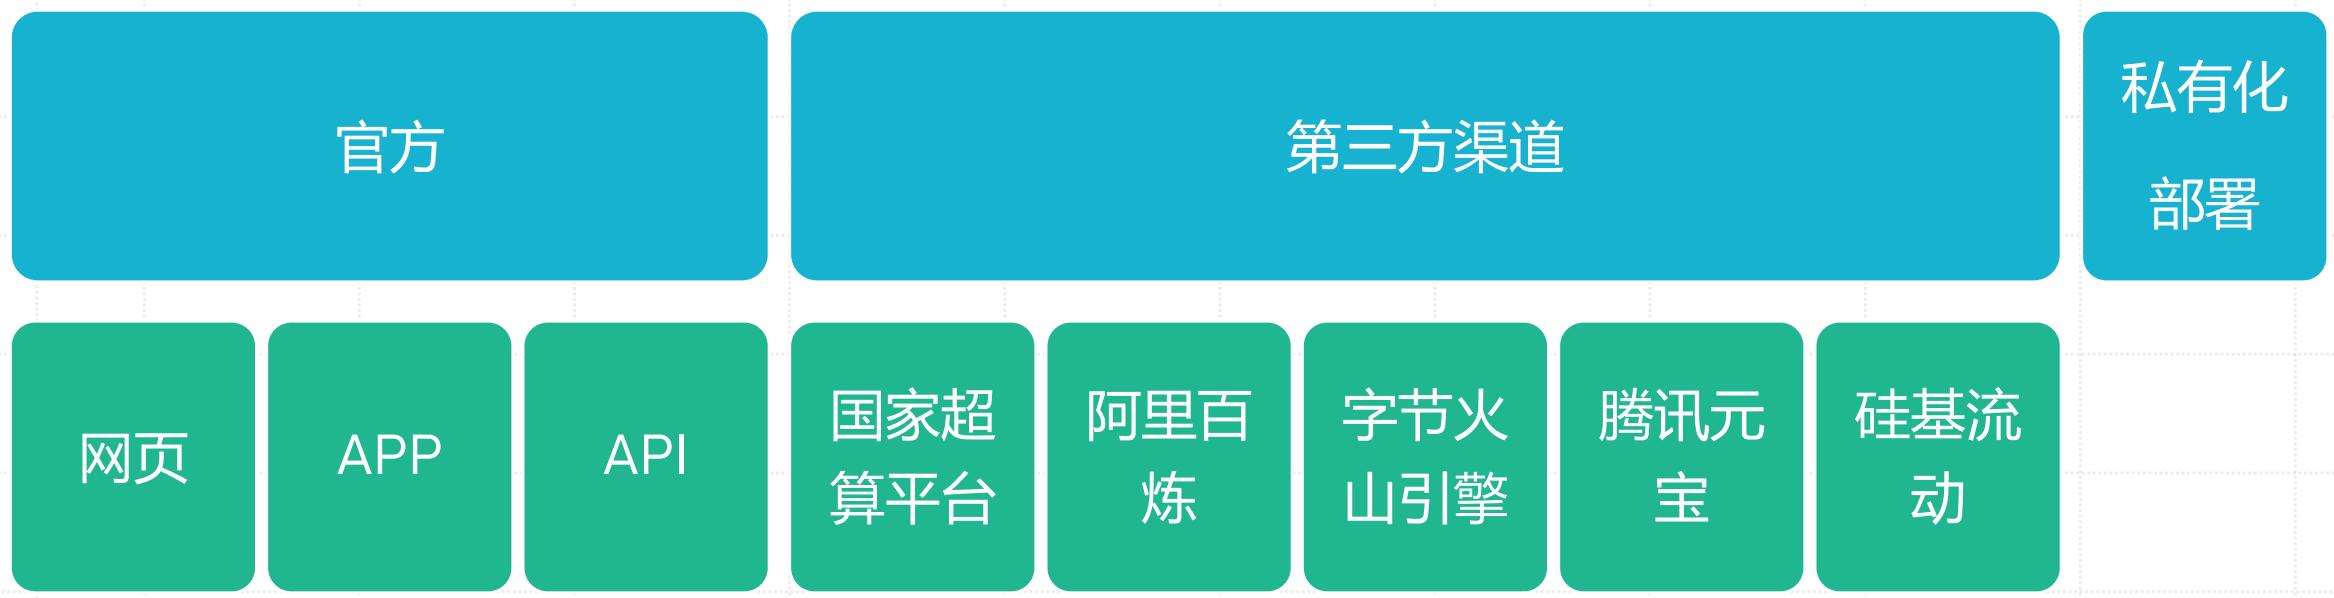 官方
第三方渠道
私有化
部署
网页
APP
API
国家超
算平台
阿里百
炼
字节火
山引擎
腾讯元
宝
硅基流
动